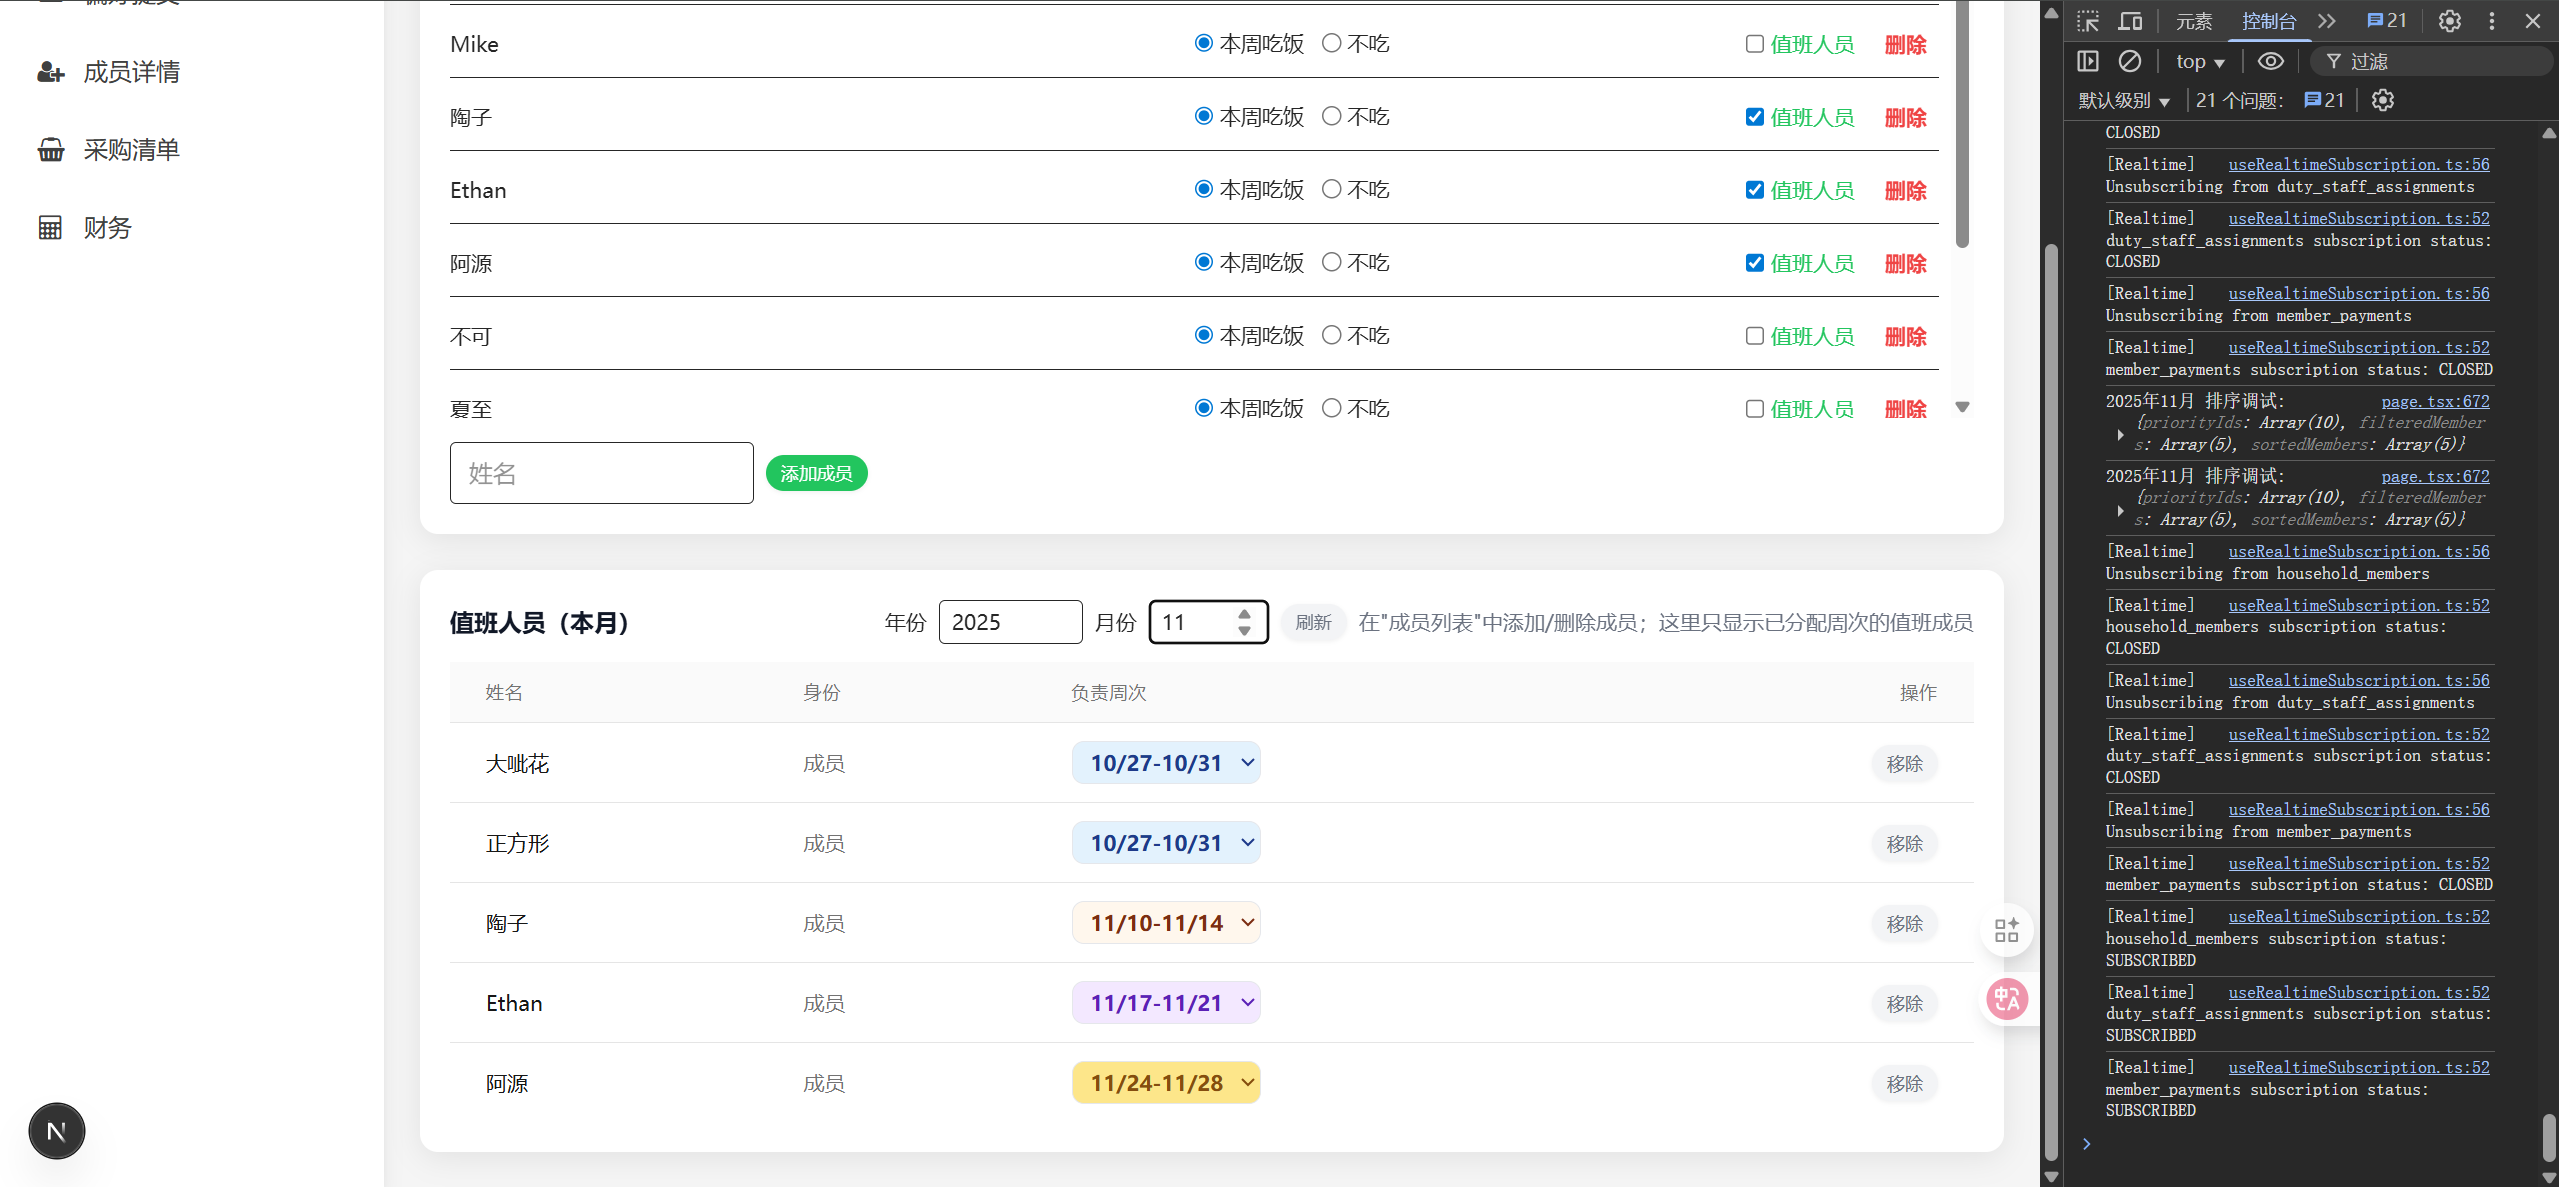 成员详情
采购清单
财务
Mike 本周吃饭 不吃 值班人员 删除
陶子 本周吃饭 不吃 值班人员 删除
Ethan 本周吃饭 不吃 值班人员 删除
阿源 本周吃饭 不吃 值班人员 删除
不可 本周吃饭 不吃 值班人员 删除
夏至 本周吃饭 不吃 值班人员 删除
姓名 添加成员
值班人员（本月） 年份 2025 月份 11 刷新 在"成员列表"中添加/删除成员；这里只显示已分配周次的值班成员
姓名 身份 负责周次 操作
大呲花 成员 10/27-10/31 移除
正方形 成员 10/27-10/31 移除
陶子 成员 11/10-11/14 移除
Ethan 成员 11/17-11/21 移除
阿源 成员 11/24-11/28 移除
N
中A
元素 控制台 21
top 过滤
默认级别 21 个问题： 21
CLOSED
[Realtime] useRealtimeSubscription.ts:56
Unsubscribing from duty_staff_assignments
[Realtime] useRealtimeSubscription.ts:52
duty_staff_assignments subscription status:
CLOSED
[Realtime] useRealtimeSubscription.ts:56
Unsubscribing from member_payments
[Realtime] useRealtimeSubscription.ts:52
member_payments subscription status: CLOSED
2025年11月 排序调试: page.tsx:672
{priorityIds: Array(10), filteredMember
s: Array(5), sortedMembers: Array(5)}
2025年11月 排序调试: page.tsx:672
{priorityIds: Array(10), filteredMember
s: Array(5), sortedMembers: Array(5)}
[Realtime] useRealtimeSubscription.ts:56
Unsubscribing from household_members
[Realtime] useRealtimeSubscription.ts:52
household_members subscription status:
CLOSED
[Realtime] useRealtimeSubscription.ts:56
Unsubscribing from duty_staff_assignments
[Realtime] useRealtimeSubscription.ts:52
duty_staff_assignments subscription status:
CLOSED
[Realtime] useRealtimeSubscription.ts:56
Unsubscribing from member_payments
[Realtime] useRealtimeSubscription.ts:52
member_payments subscription status: CLOSED
[Realtime] useRealtimeSubscription.ts:52
household_members subscription status:
SUBSCRIBED
[Realtime] useRealtimeSubscription.ts:52
duty_staff_assignments subscription status:
SUBSCRIBED
[Realtime] useRealtimeSubscription.ts:52
member_payments subscription status:
SUBSCRIBED